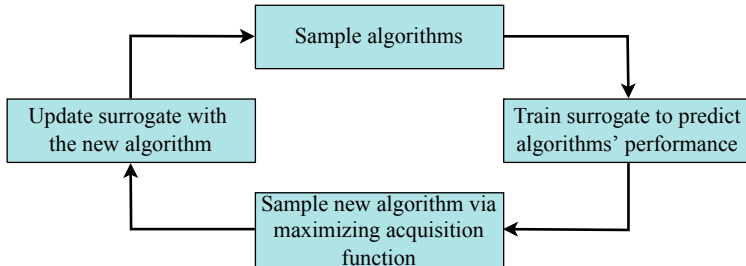 Sample algorithms
Train surrogate to predict
algorithms’ performance
Sample new algorithm via
maximizing acquisition
function
Update surrogate with
the new algorithm